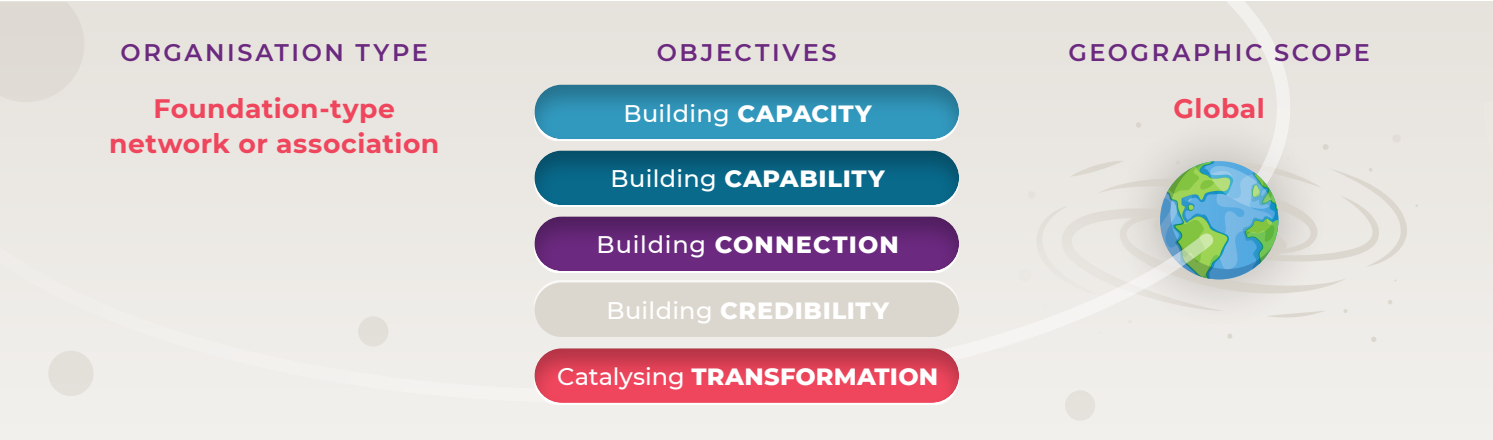 ORGANISATION TYPE
Foundation-type
network or association
OBJECTIVES
Building CAPACITY
Building CAPABILITY
Building CONNECTION
Building CREDIBILITY
Catalysing TRANSFORMATION
GEOGRAPHIC SCOPE
Global